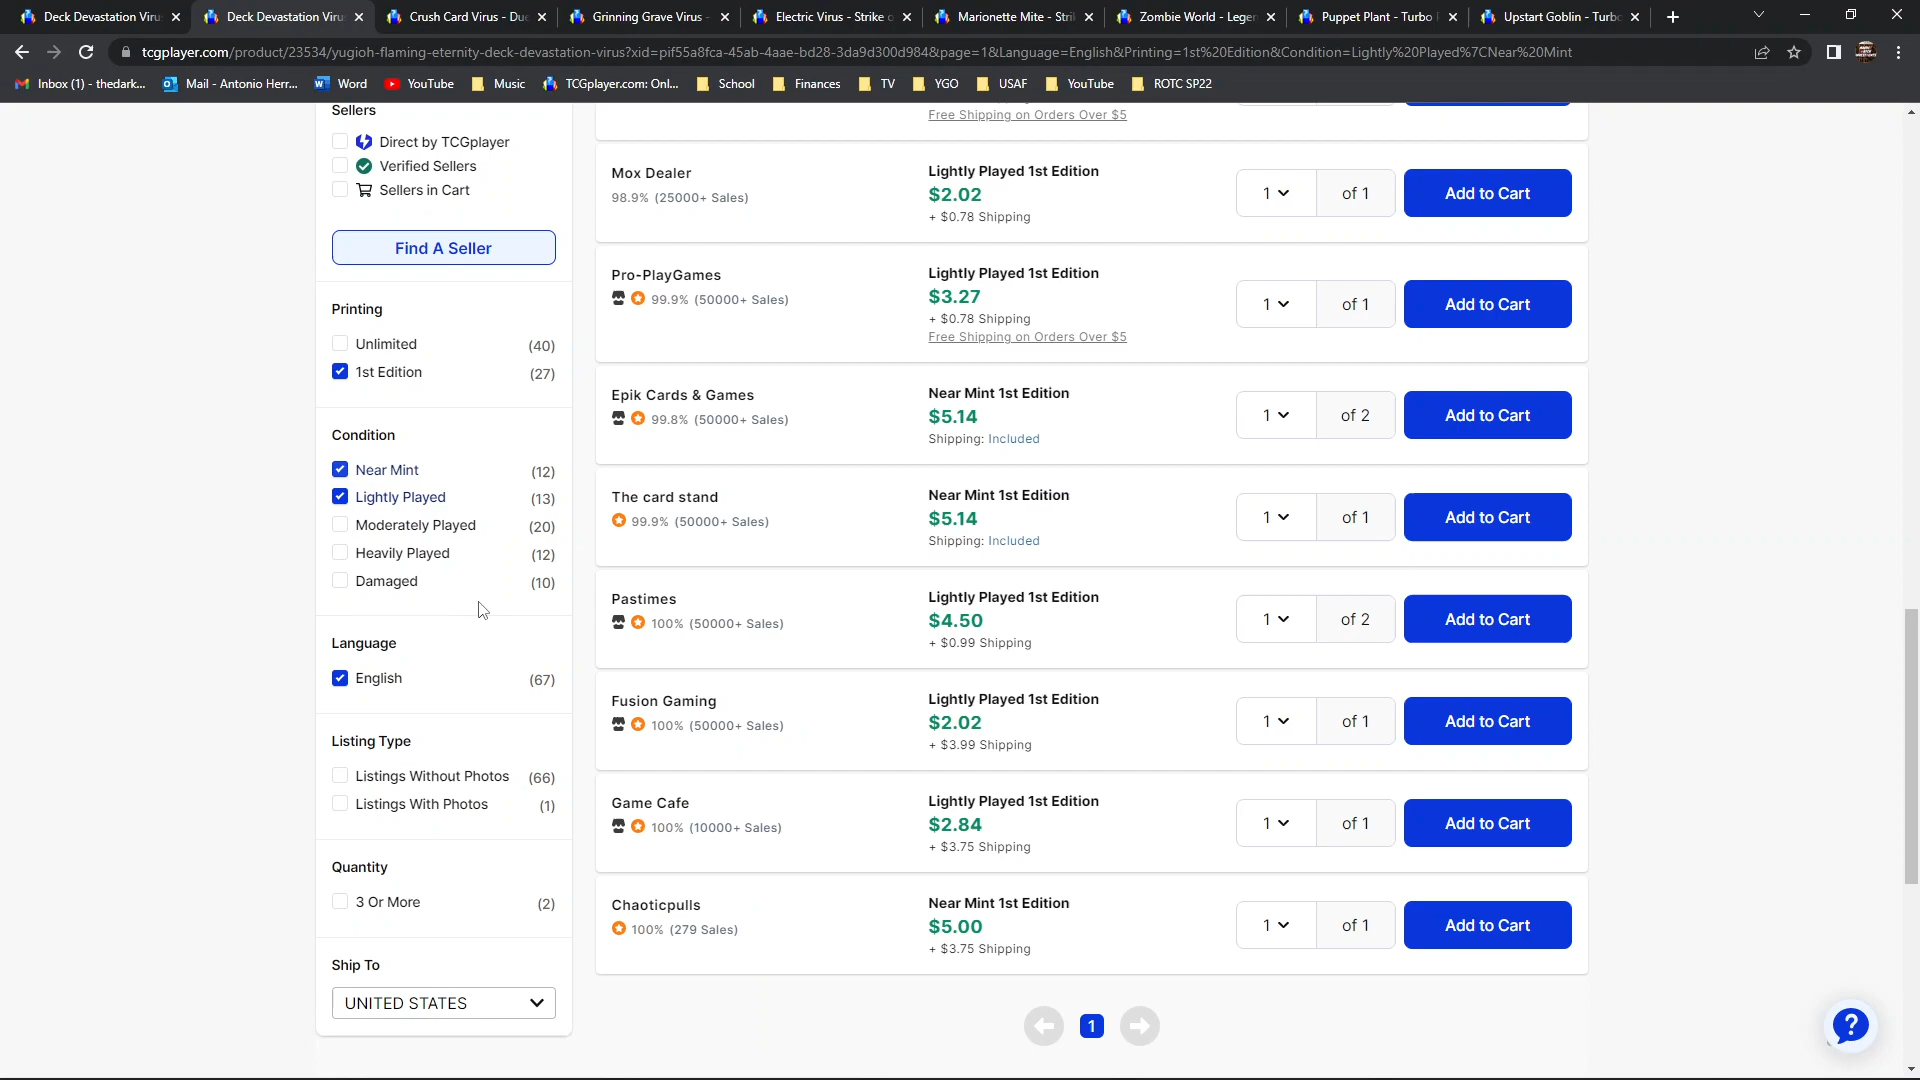 Deck Devastation Viru
Deck Devastation Viru
Crush Card Virus - Due
Grinning Grave Virus -
Electric Virus - Strike o
Marionette Mite - Stri
Zombie World - Legen
Puppet Plant - Turbo
Upstart Goblin - Turbo
tcgplayer.com/product/23534/yugioh-flaming-eternity-deck-devastation-virus?xid=pif55a8fca-45ab-4aae-bd28-3da9d300d984&page=1&Language=English&Printing=1st%20Edition&Condition=Lightly%20Played%7CNear%20Mint
Inbox (1) - thedark...
Mail - Antonio Herr...
Word
YouTube
Music
TCGplayer.com: Onl...
School
Finances
TV
YGO
USAF
YouTube
ROTC SP22
Sellers
Direct by TCGplayer
Verified Sellers
Sellers in Cart
Find A Seller
Printing
Unlimited (40)
1st Edition (27)
Condition
Near Mint (12)
Lightly Played (13)
Moderately Played (20)
Heavily Played (12)
Damaged (10)
Language
English (67)
Listing Type
Listings Without Photos (66)
Listings With Photos (1)
Quantity
3 Or More (2)
Ship To
UNITED STATES
Free Shipping on Orders Over $5
Mox Dealer
98.9% (25000+ Sales)
Lightly Played 1st Edition
$2.02
+ $0.78 Shipping
1 of 1 Add to Cart
Pro-PlayGames
99.9% (50000+ Sales)
Lightly Played 1st Edition
$3.27
+ $0.78 Shipping
Free Shipping on Orders Over $5
1 of 1 Add to Cart
Epik Cards & Games
99.8% (50000+ Sales)
Near Mint 1st Edition
$5.14
Shipping: Included
1 of 2 Add to Cart
The card stand
99.9% (50000+ Sales)
Near Mint 1st Edition
$5.14
Shipping: Included
1 of 1 Add to Cart
Pastimes
100% (50000+ Sales)
Lightly Played 1st Edition
$4.50
+ $0.99 Shipping
1 of 2 Add to Cart
Fusion Gaming
100% (50000+ Sales)
Lightly Played 1st Edition
$2.02
+ $3.99 Shipping
1 of 1 Add to Cart
Game Cafe
100% (10000+ Sales)
Lightly Played 1st Edition
$2.84
+ $3.75 Shipping
1 of 1 Add to Cart
Chaoticpulls
100% (279 Sales)
Near Mint 1st Edition
$5.00
+ $3.75 Shipping
1 of 1 Add to Cart
1
?